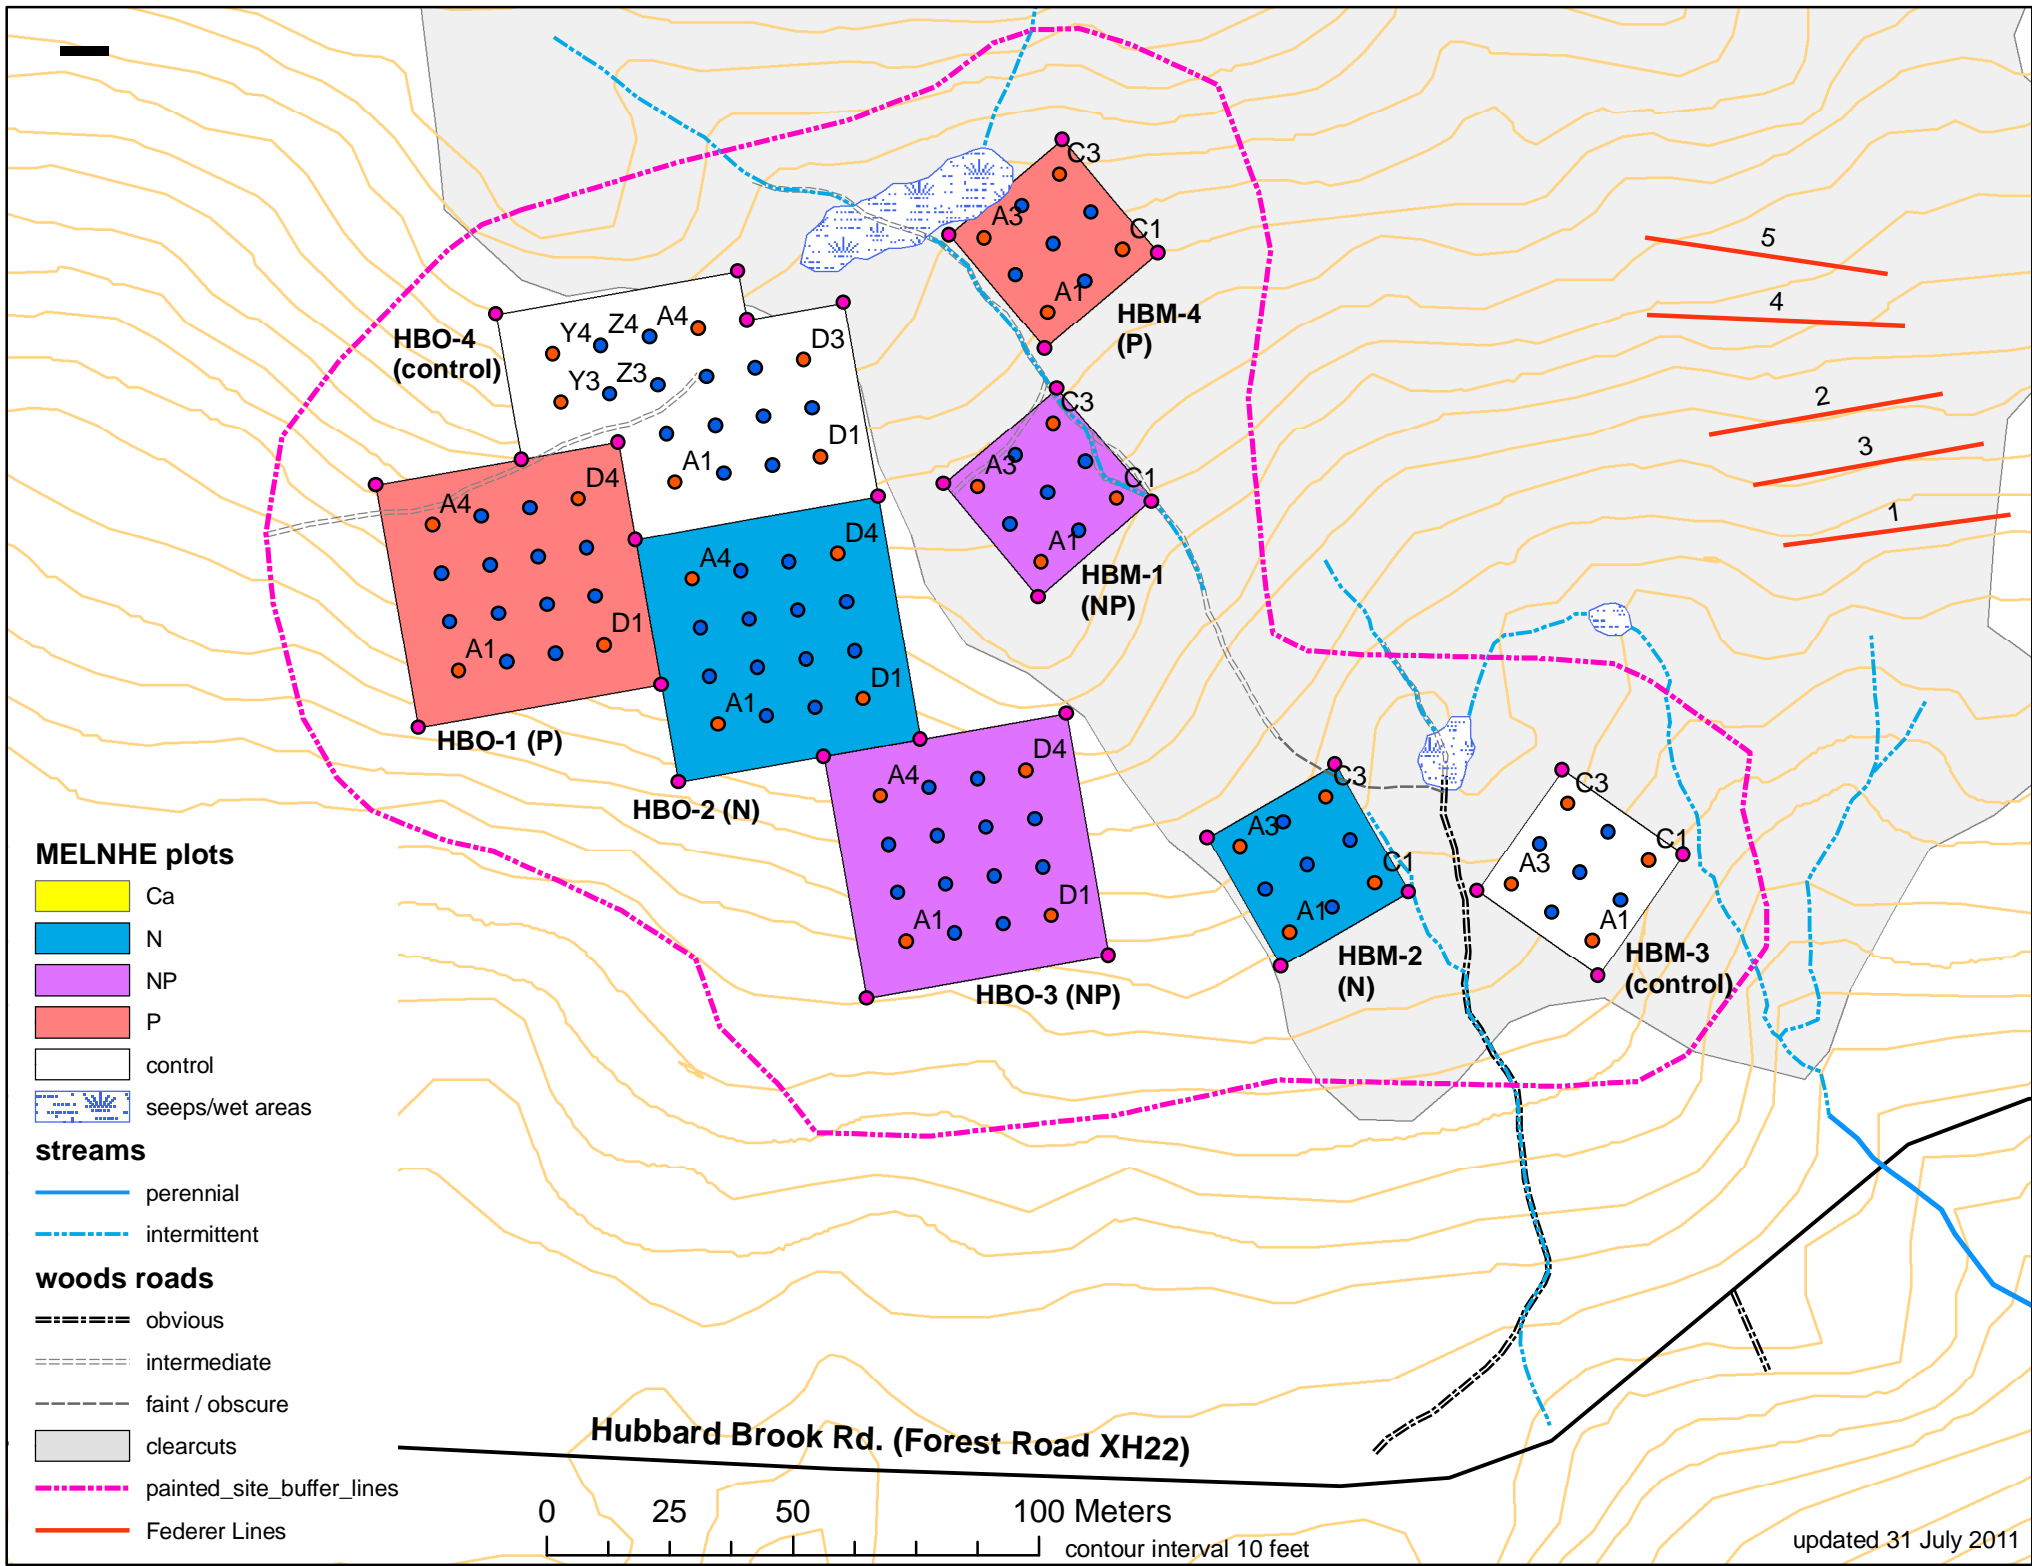 C3
A3
C1
A1
HBM-4
(P)
5
4
2
3
1
HBO-4
(control)
Y4
Z4
A4
D3
Y3
Z3
D1
A1
C3
A3
C1
A1
HBM-1
(NP)
A4
D4
A1
D1
HBO-1 (P)
A4
D4
A1
D1
HBO-2 (N)
A4
D4
A1
D1
HBO-3 (NP)
C3
A3
C1
A1
HBM-2
(N)
C3
C1
A3
A1
HBM-3
(control)
MELNHE plots
Ca
N
NP
P
control
seeps/wet areas
streams
perennial
intermittent
woods roads
obvious
intermediate
faint / obscure
clearcuts
painted_site_buffer_lines
Federer Lines
Hubbard Brook Rd. (Forest Road XH22)
0 25 50 100 Meters
contour interval 10 feet
updated 31 July 2011